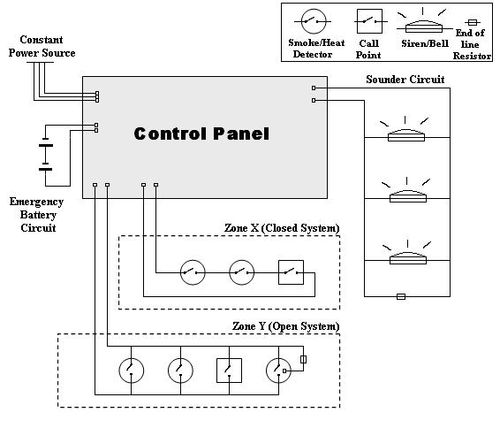 Constant
Power Source
Smoke/Heat
Detector
Call
Point
Siren/Bell
End of
line
Resistor
Sounder Circuit
Control Panel
Emergency
Battery
Circuit
Zone X (Closed System)
Zone Y (Open System)